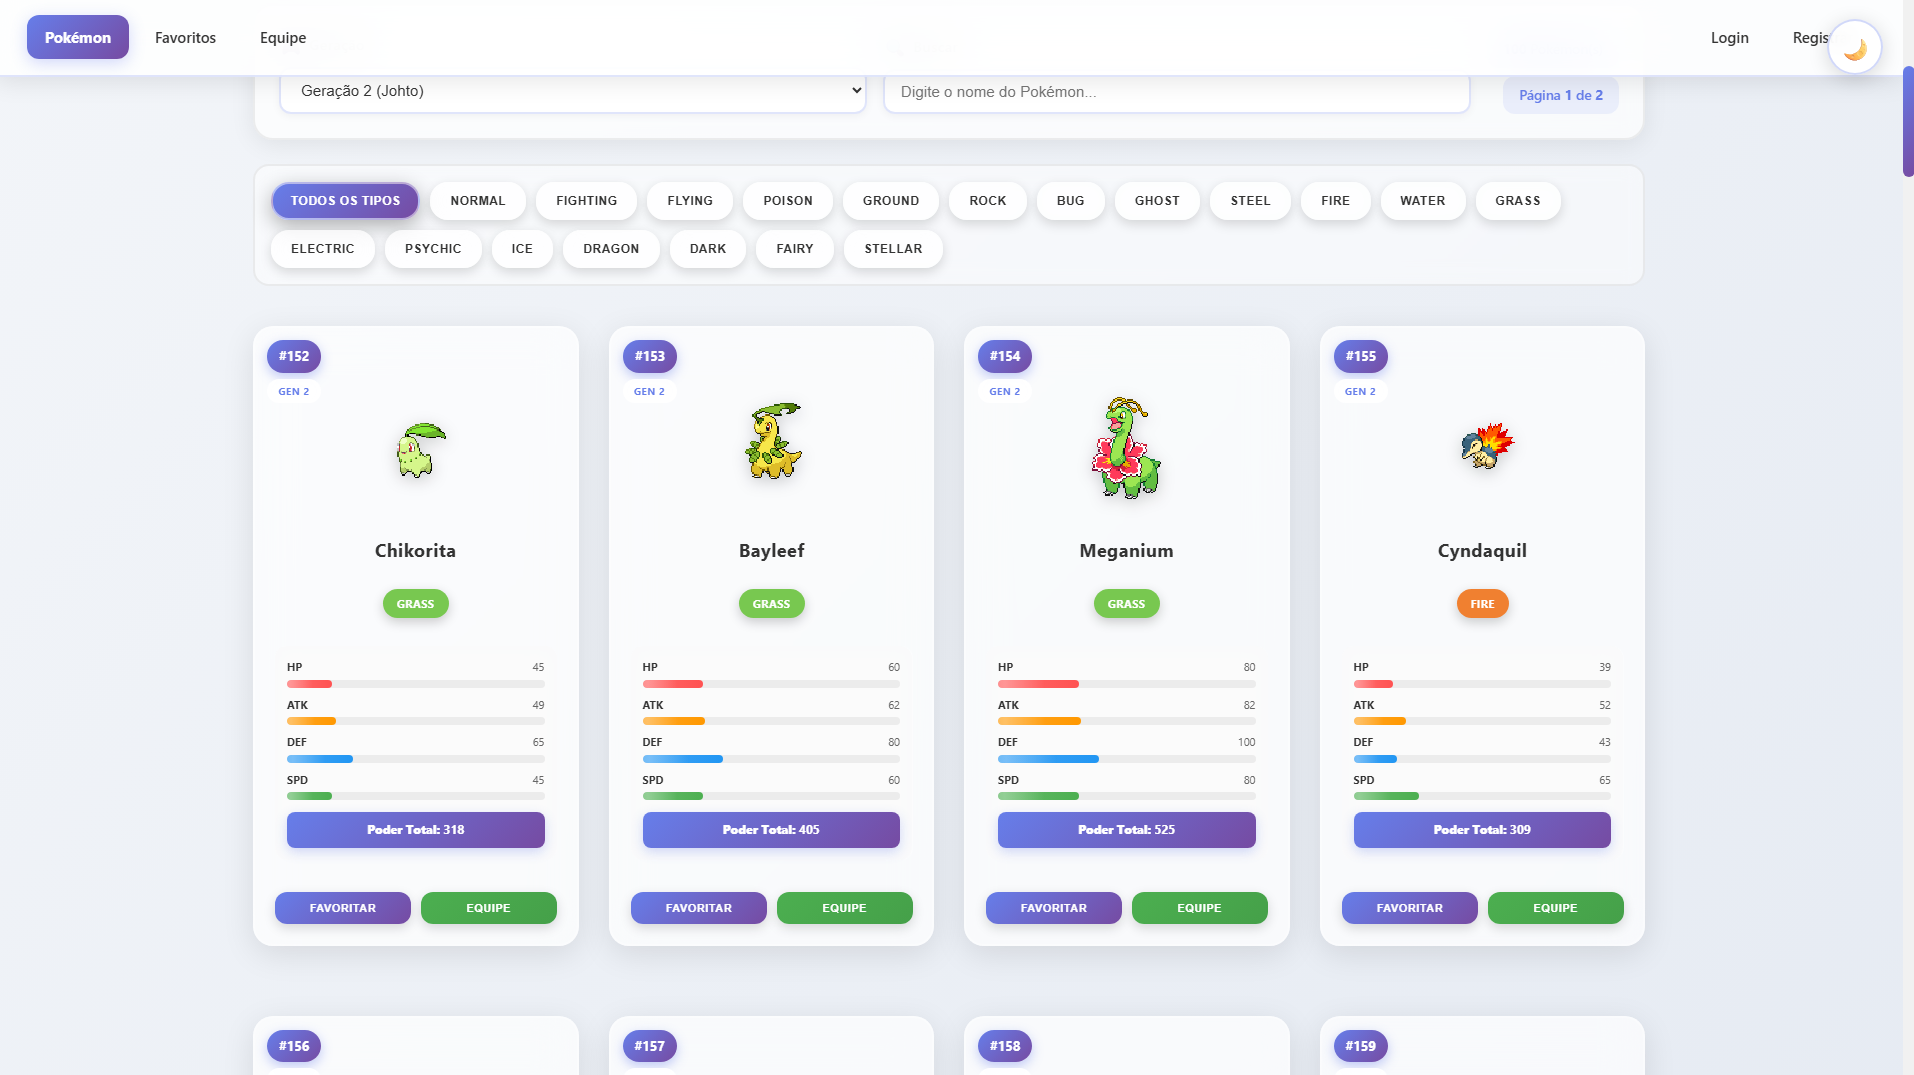 Pokémon Favoritos Equipe Login Regis
Geração 2 (Johto) Digite o nome do Pokémon... Página 1 de 2
TODOS OS TIPOS NORMAL FIGHTING FLYING POISON GROUND ROCK BUG GHOST STEEL FIRE WATER GRASS
ELECTRIC PSYCHIC ICE DRAGON DARK FAIRY STELLAR
#152
GEN 2
Chikorita
GRASS
HP 45
ATK 49
DEF 65
SPD 45
Poder Total: 318
FAVORITAR EQUIPE
#153
GEN 2
Bayleef
GRASS
HP 60
ATK 62
DEF 80
SPD 60
Poder Total: 405
FAVORITAR EQUIPE
#154
GEN 2
Meganium
GRASS
HP 80
ATK 82
DEF 100
SPD 80
Poder Total: 525
FAVORITAR EQUIPE
#155
GEN 2
Cyndaquil
FIRE
HP 39
ATK 52
DEF 43
SPD 65
Poder Total: 309
FAVORITAR EQUIPE
#156 #157 #158 #159